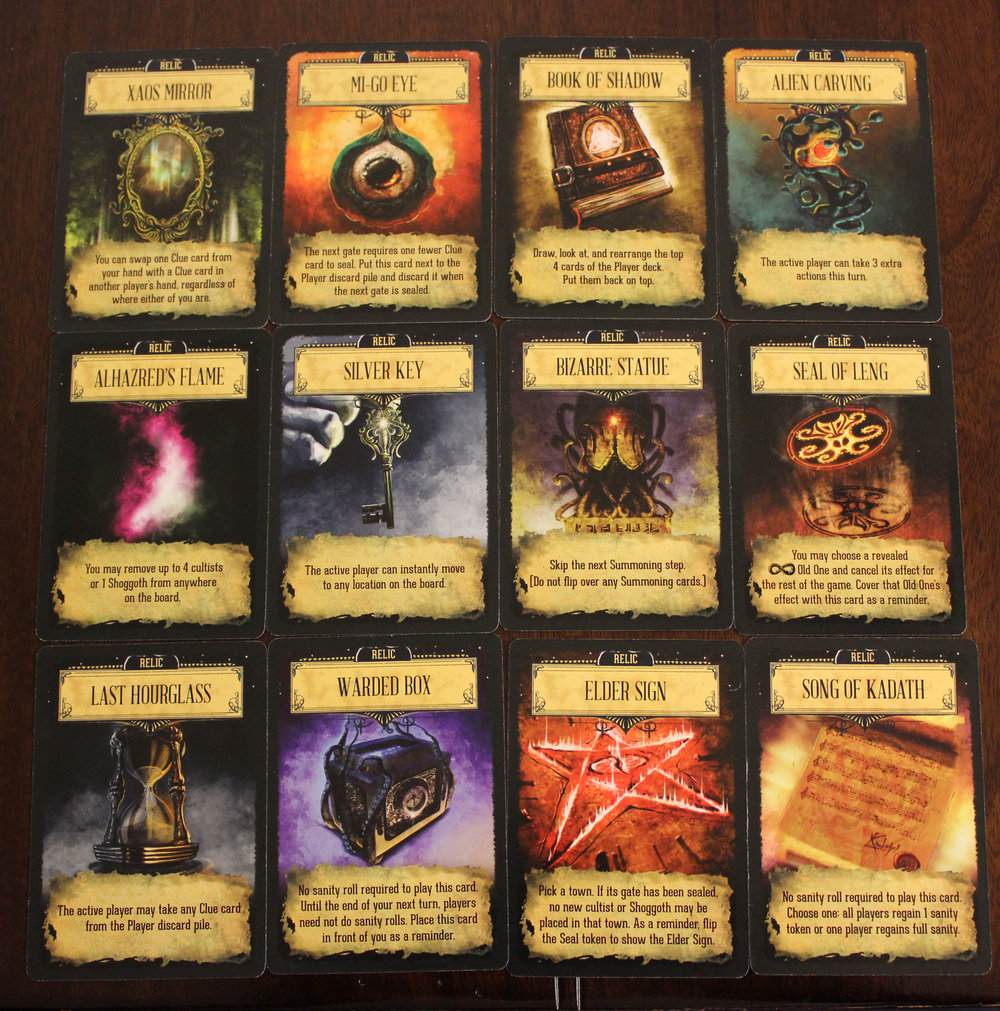 RELIC
XAOS MIRROR
You can swap one Clue card from
your hand with a Clue card in
another player's hand, regardless of
where either of you are.
RELIC
MI-GO EYE
The next gate requires one fewer Clue
card to seal. Put this card next to the
Player discard pile and discard it when
the next gate is sealed.
RELIC
BOOK OF SHADOW
Draw, look at, and rearrange the top
4 cards of the Player deck.
Put them back on top.
RELIC
ALIEN CARVING
The active player can take 3 extra
actions this turn.
RELIC
ALHAZRED'S FLAME
You may remove up to 4 cultists
or 1 Shoggoth from anywhere
on the board.
RELIC
SILVER KEY
The active player can instantly move
to any location on the board.
RELIC
BIZARRE STATUE
Skip the next Summoning step.
[Do not flip over any Summoning cards.]
RELIC
SEAL OF LENG
You may choose a revealed
∞ Old One and cancel its effect for
the rest of the game. Cover that Old One's
effect with this card as a reminder.
RELIC
LAST HOURGLASS
The active player may take any Clue card
from the Player discard pile.
RELIC
WARDED BOX
No sanity roll required to play this card.
Until the end of your next turn, players
need not do sanity rolls. Place this card
in front of you as a reminder.
RELIC
ELDER SIGN
Pick a town. If its gate has been sealed,
no new cultist or Shoggoth may be
placed in that town. As a reminder, flip
the Seal token to show the Elder Sign.
RELIC
SONG OF KADATH
No sanity roll required to play this card.
Choose one: all players regain 1 sanity
token or one player regains full sanity.